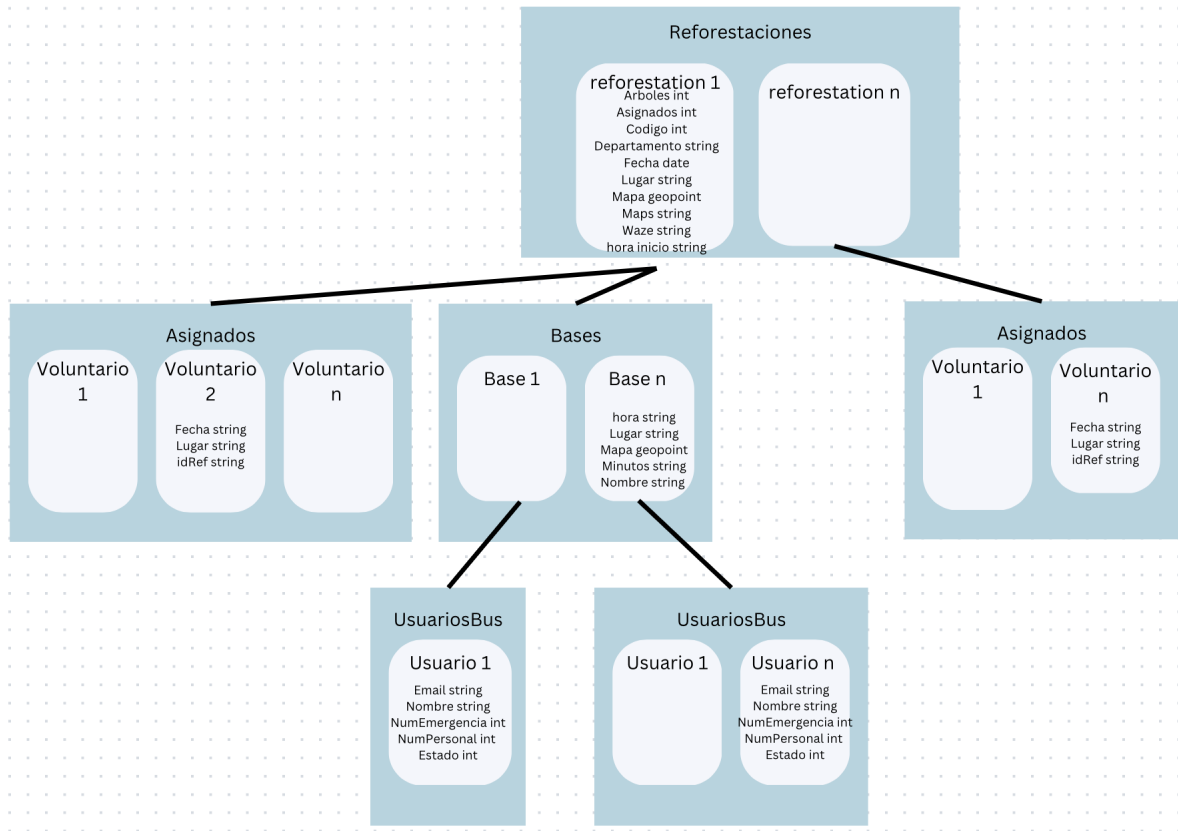 Reforestaciones
reforestation 1
Arboles int
Asignados int
Codigo int
Departamento string
Fecha date
Lugar string
Mapa geopoint
Maps string
Waze string
hora inicio string
reforestation n
Asignados
Voluntario
1
Voluntario
2
Fecha string
Lugar string
idRef string
Voluntario
n
Bases
Base 1
Base n
hora string
Lugar string
Mapa geopoint
Minutos string
Nombre string
Asignados
Voluntario
1
Voluntario
n
Fecha string
Lugar string
idRef string
UsuariosBus
Usuario 1
Email string
Nombre string
NumEmergencia int
NumPersonal int
Estado int
UsuariosBus
Usuario 1
Usuario n
Email string
Nombre string
NumEmergencia int
NumPersonal int
Estado int